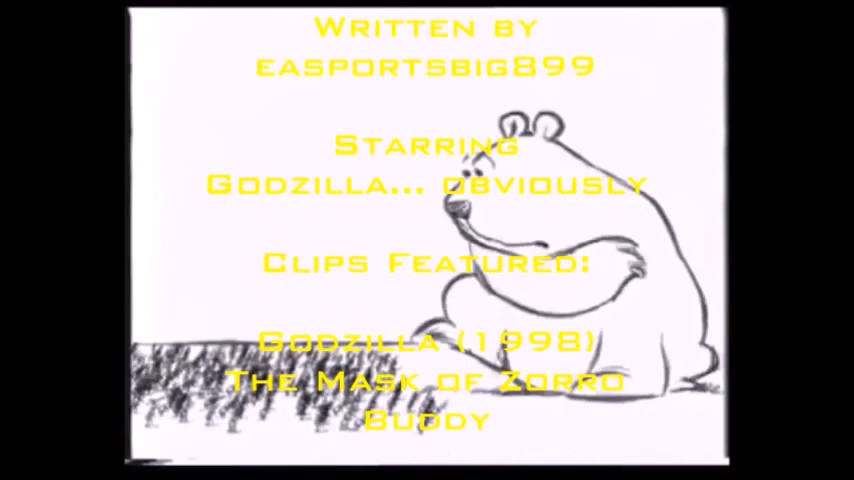 Written by
easportsbig899
Starring
Godzilla... obviously
Clips Featured:
Godzilla (1998)
The Mask of Zorro
Buddy